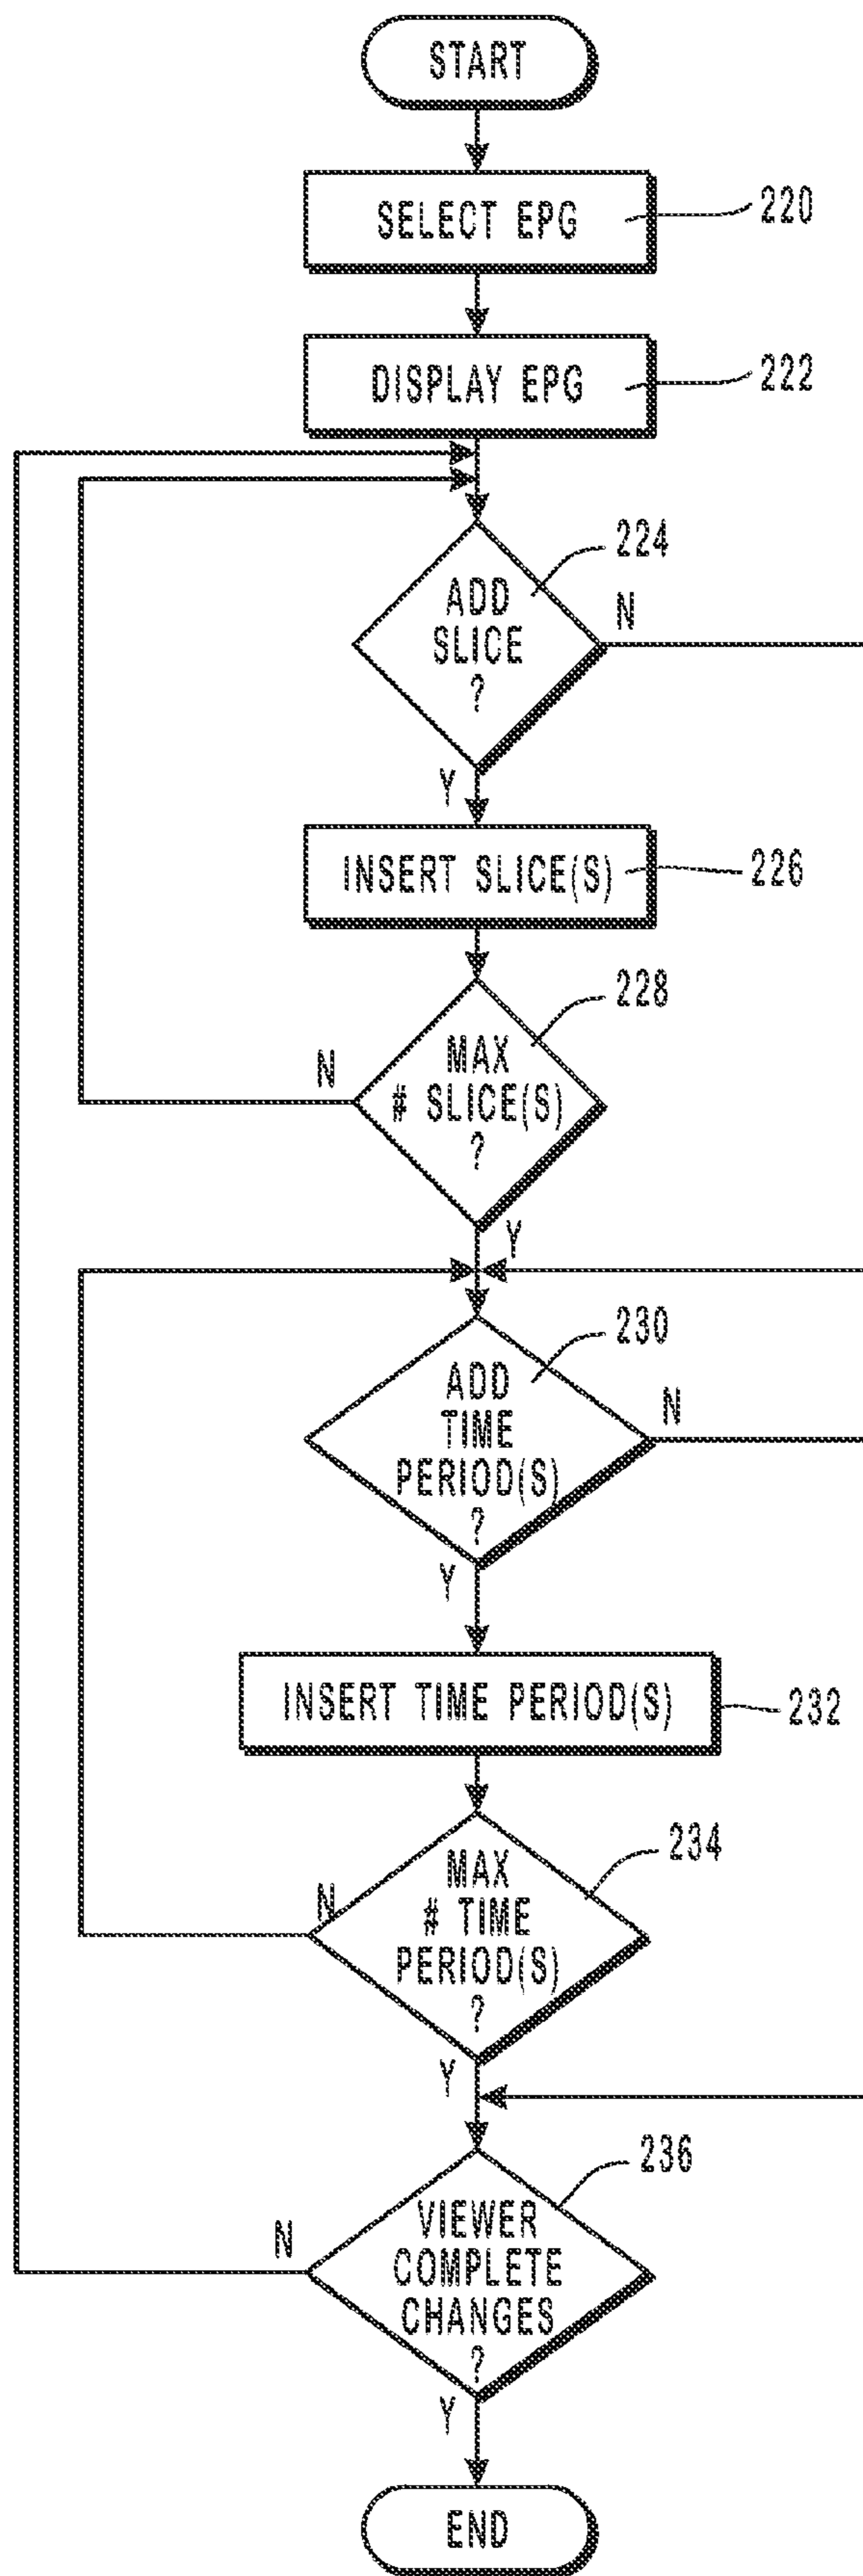 START
SELECT EPG
220
DISPLAY EPG
222
224
ADD
SLICE
?
N
Y
INSERT SLICE(S)
226
228
MAX
# SLICE(S)
?
N
Y
230
ADD
TIME
PERIOD(S)
?
N
Y
INSERT TIME PERIOD(S)
232
234
MAX
# TIME
PERIOD(S)
?
N
Y
236
VIEWER
COMPLETE
CHANGES
?
N
Y
END